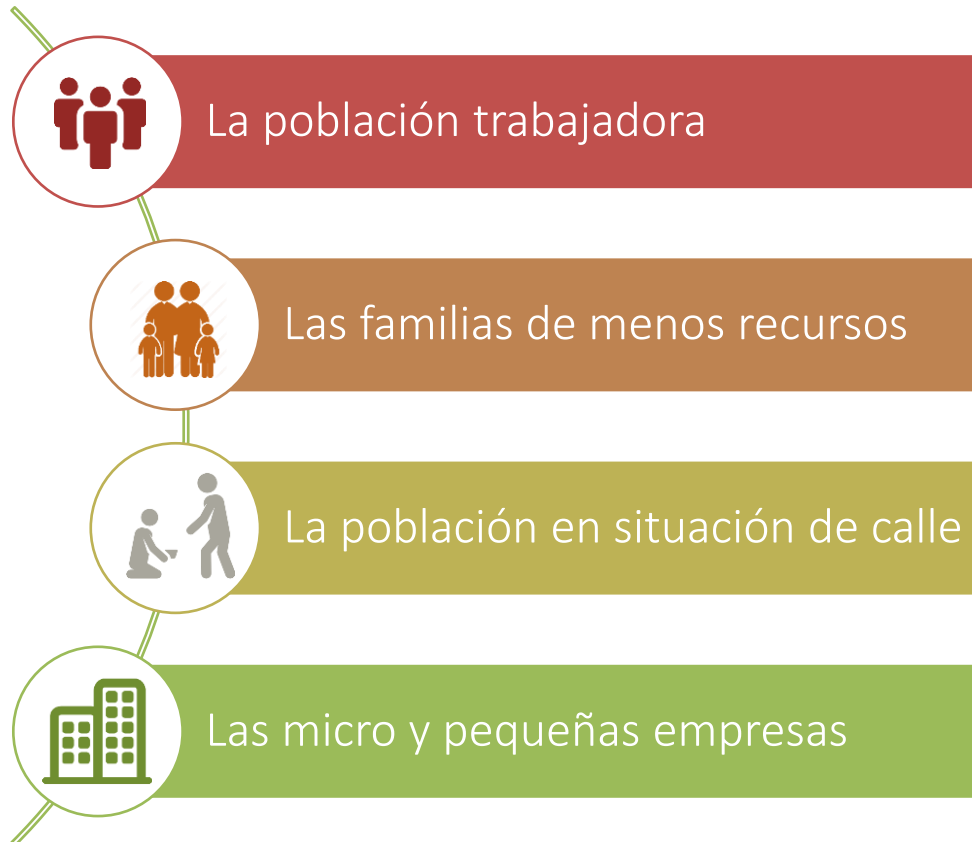 La población trabajadora
Las familias de menos recursos
La población en situación de calle
Las micro y pequeñas empresas